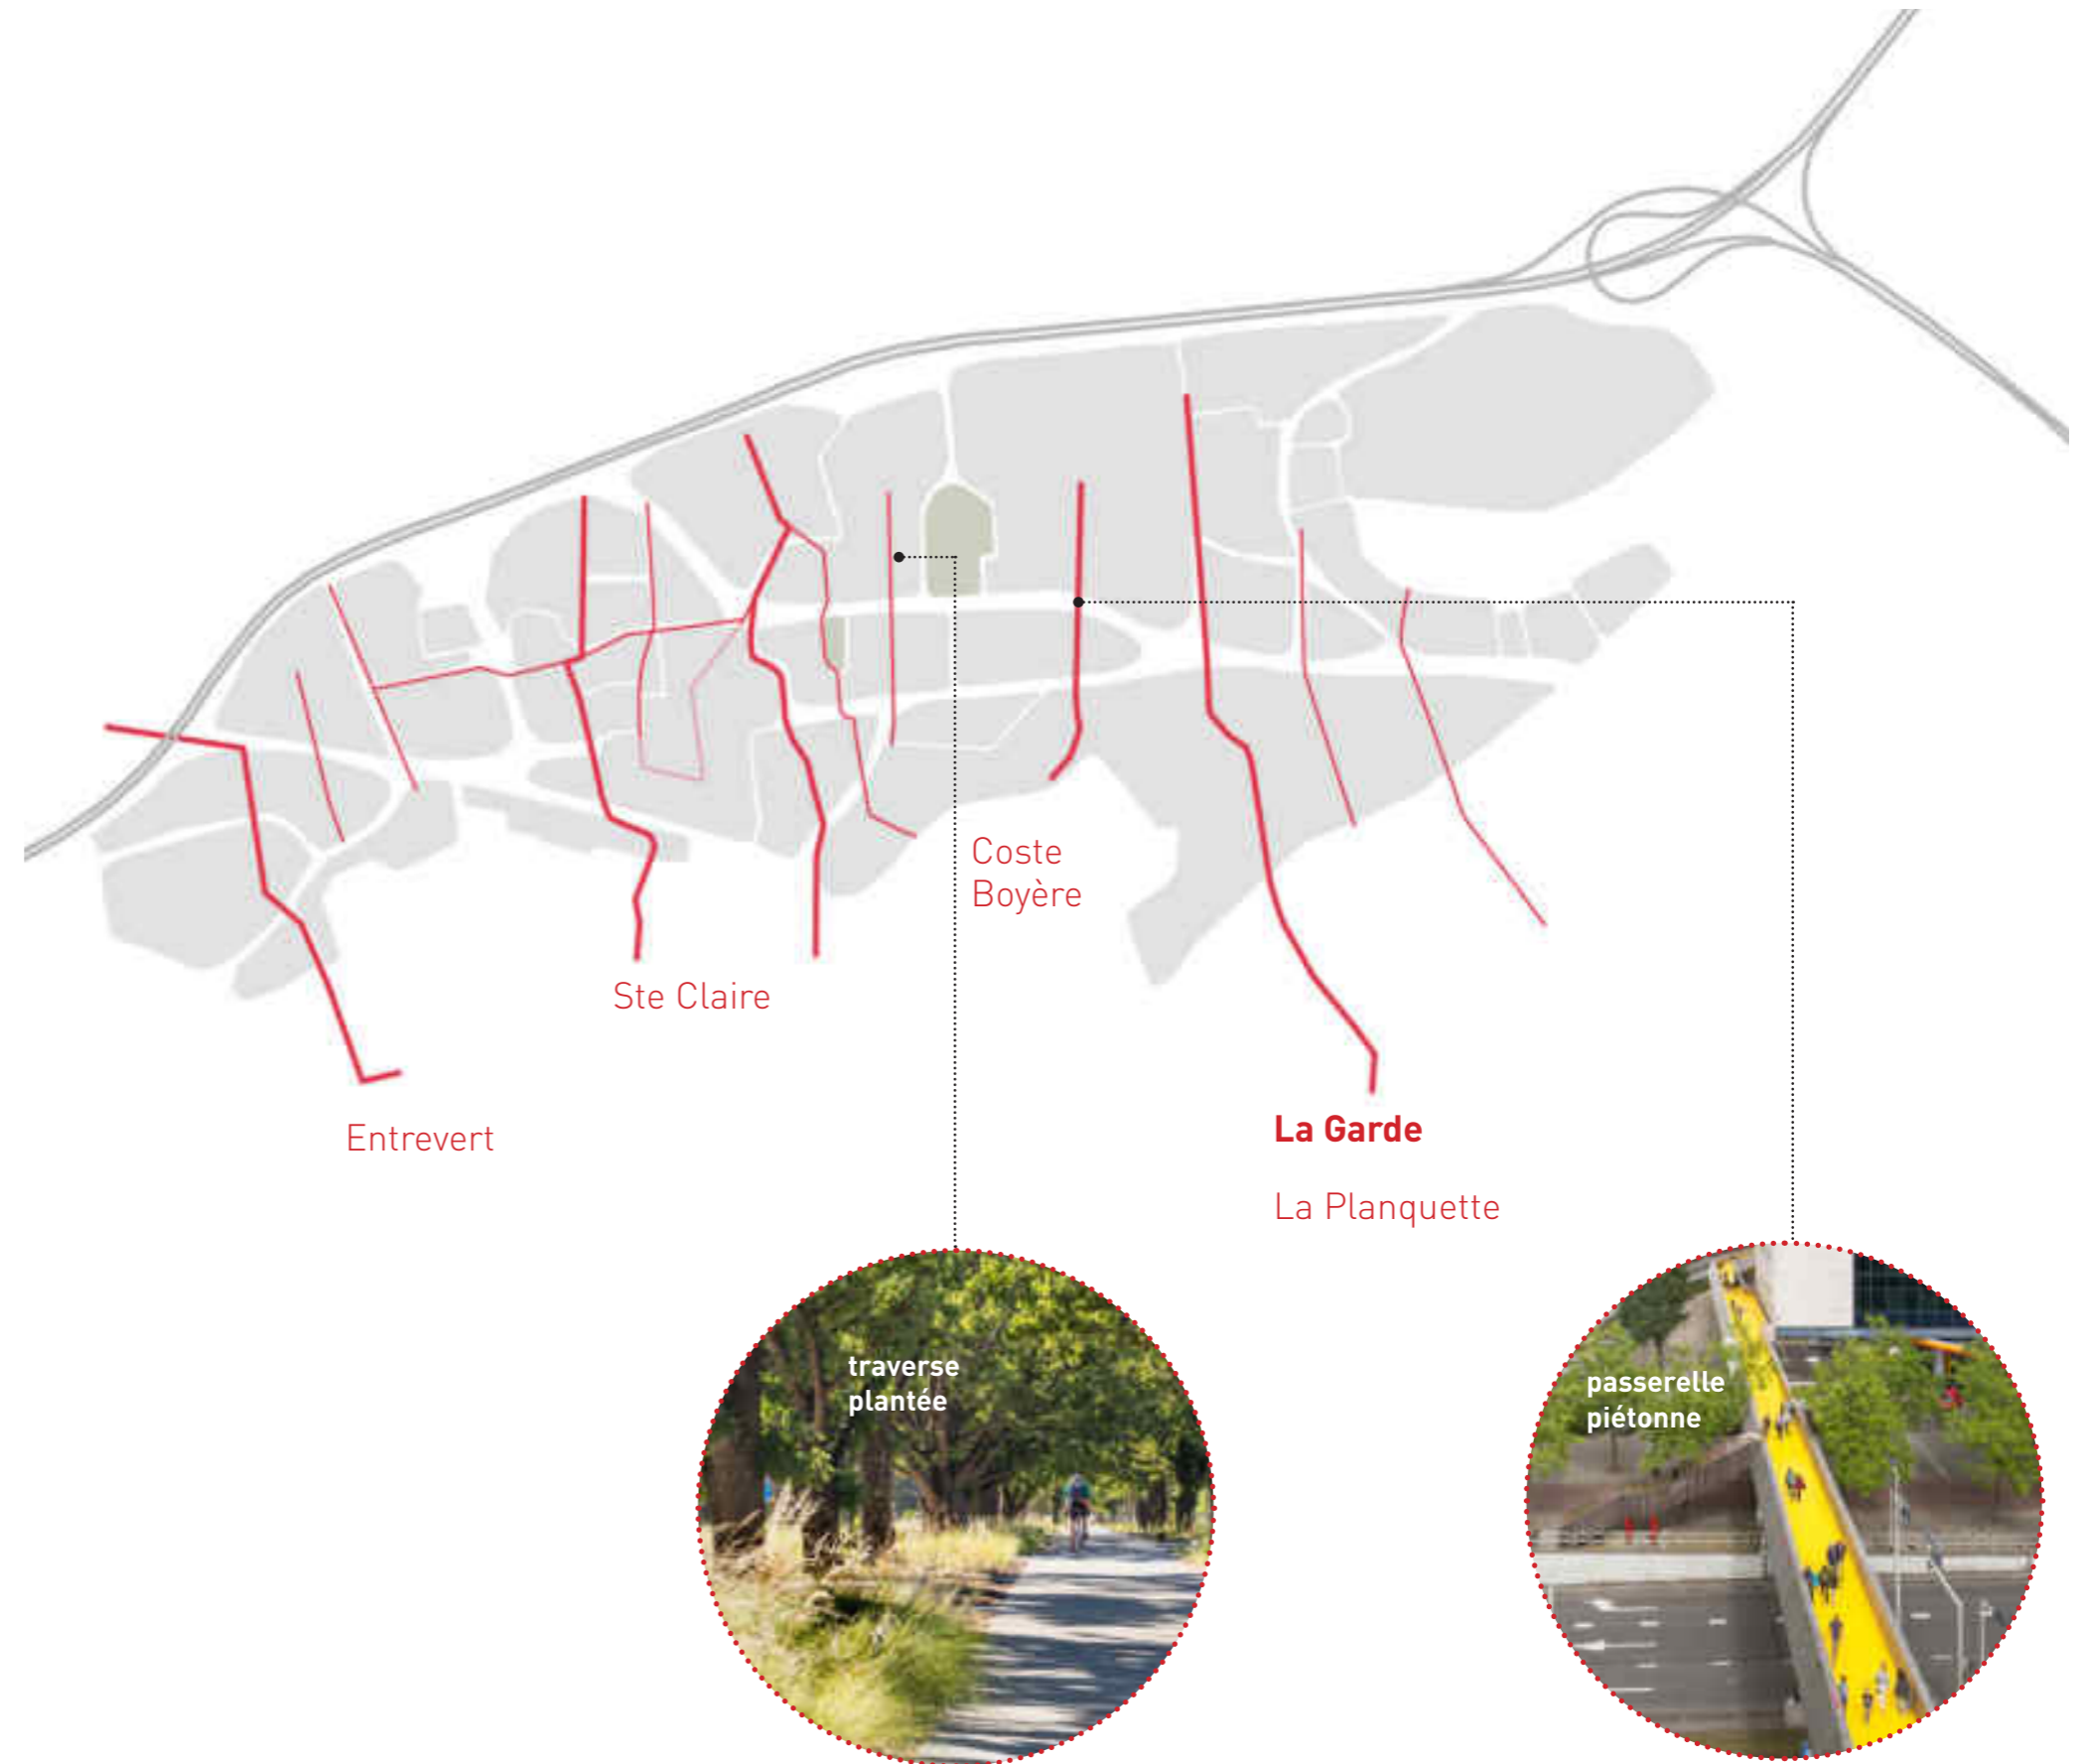 Coste
Boyère
Ste Claire
Entrevert
La Garde
La Planquette
traverse
plantée
passerelle
piétonne